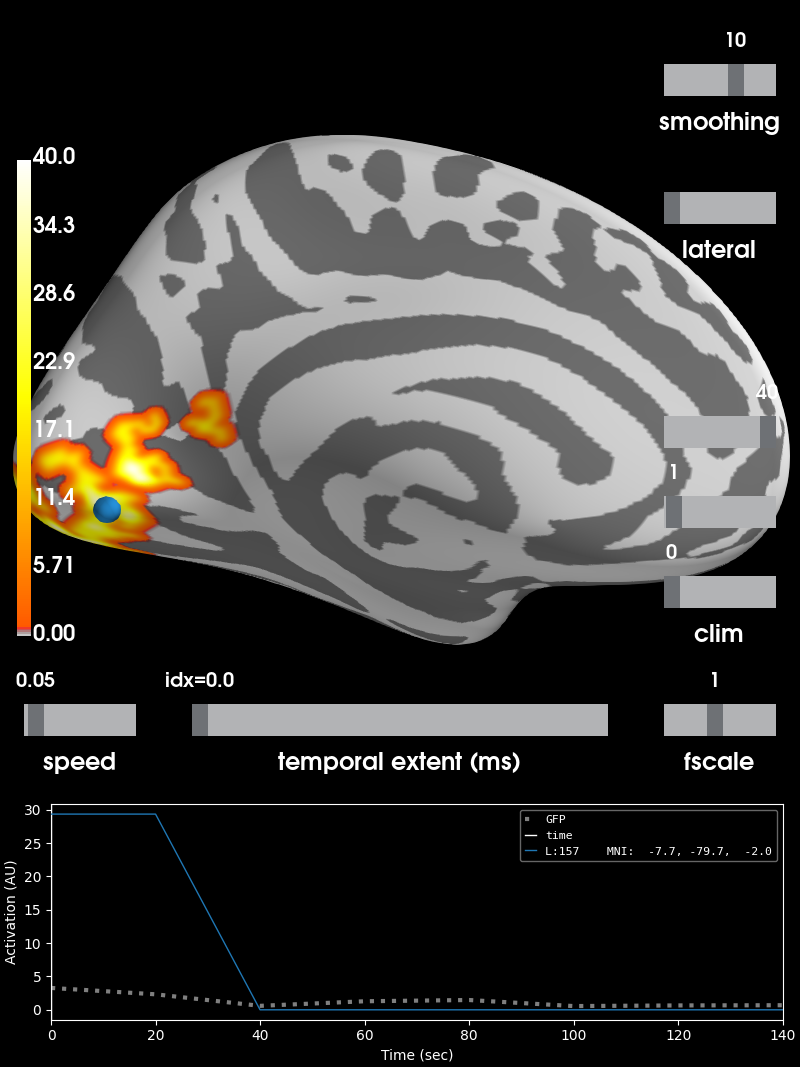 10
smoothing
40.0
34.3
lateral
28.6
22.9
40
17.1
1
11.4
0
5.71
0.00
clim
0.05
idx=0.0
1
speed
temporal extent (ms)
fscale
30
25
20
15
10
5
0
Activation (AU)
GFP
time
L:157 MNI: -7.7, -79.7, -2.0
0 20 40 60 80 100 120 140
Time (sec)